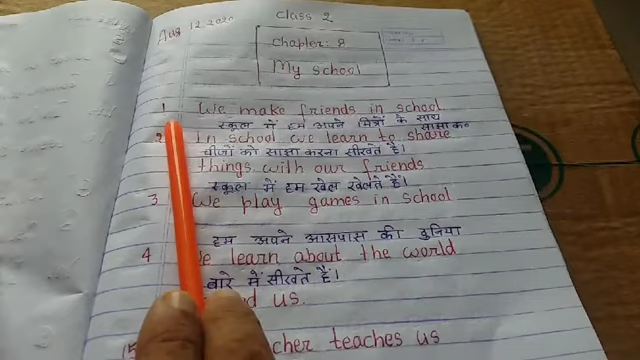 Aug 12 2020
Class 2
Chapter: 8
My school
1 We make friends in school
स्कूल में हम अपने मित्रों के साथ
सामाक॰
2 In school we learn to share
चीजों को साझा करना सीखते हैं।
things with our friends
स्कूल में हम खेल खेलते हैं।
3 We play games in school
हम अपने आसपास की दुनिया
4 We learn about the world
बारे में सीखते हैं।
us.
teaches us